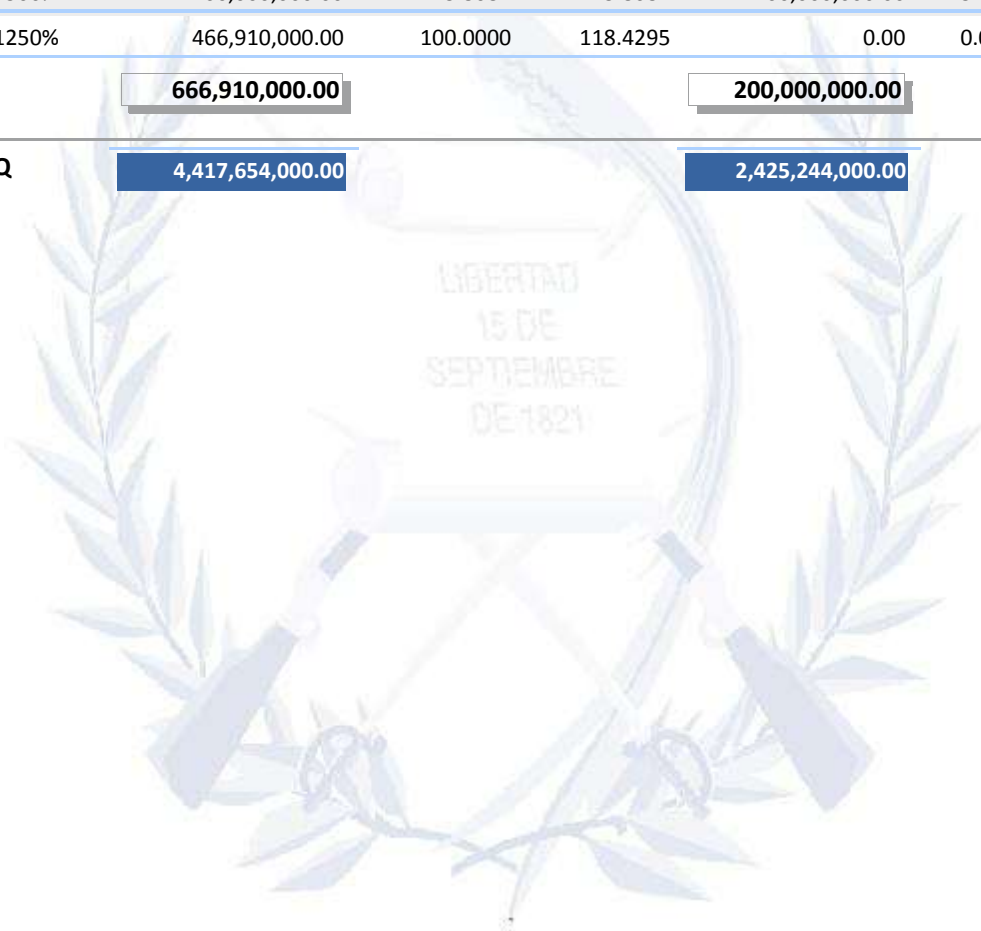 1250% 466,910,000.00 100.0000 118.4295 0.00
666,910,000.00 200,000,000.00
Q 4,417,654,000.00 2,425,244,000.00
LIBERTAD
15 DE
SEPTIEMBRE
DE 1821